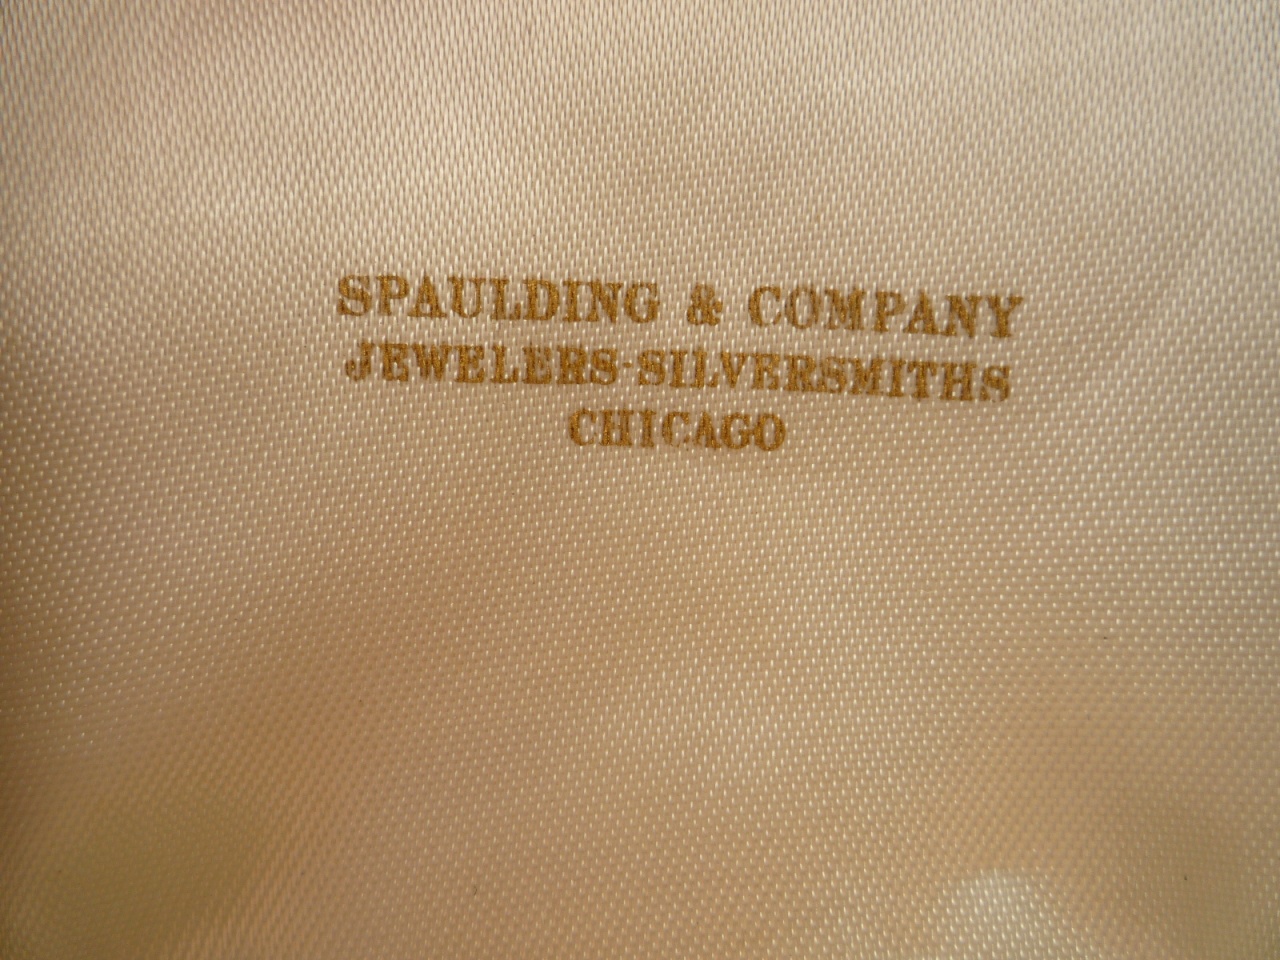 SPAULDING & COMPANY
JEWELERS-SILVERSMITHS
CHICAGO